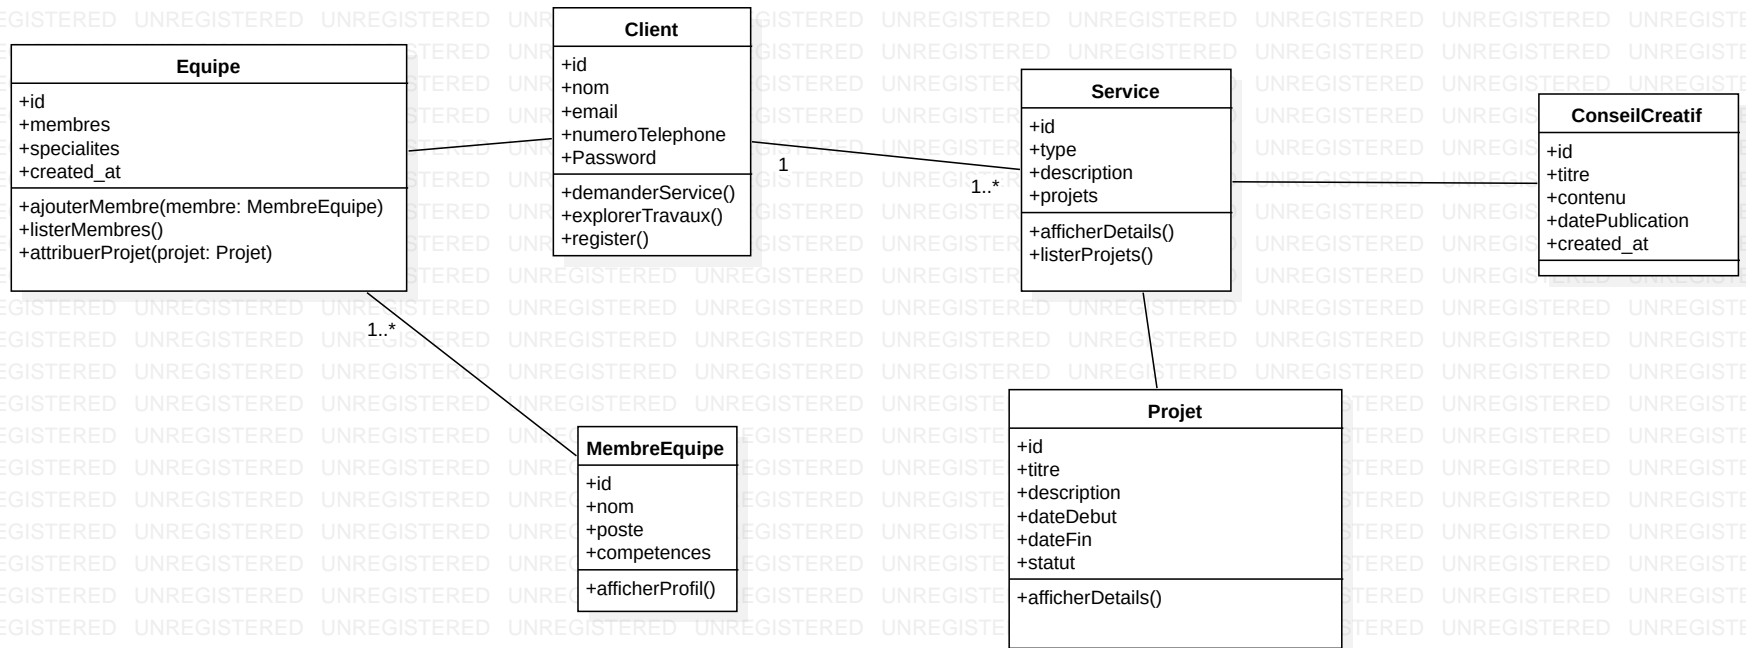 Equipe
+id
+membres
+specialites
+created_at
+ajouterMembre(membre: MembreEquipe)
+listerMembres()
+attribuerProjet(projet: Projet)
Client
+id
+nom
+email
+numeroTelephone
+Password
+demanderService()
+explorerTravaux()
+register()
1
1..*
Service
+id
+type
+description
+projets
+afficherDetails()
+listerProjets()
ConseilCreatif
+id
+titre
+contenu
+datePublication
+created_at
1..*
MembreEquipe
+id
+nom
+poste
+competences
+afficherProfil()
Projet
+id
+titre
+description
+dateDebut
+dateFin
+statut
+afficherDetails()
UNREGISTERED